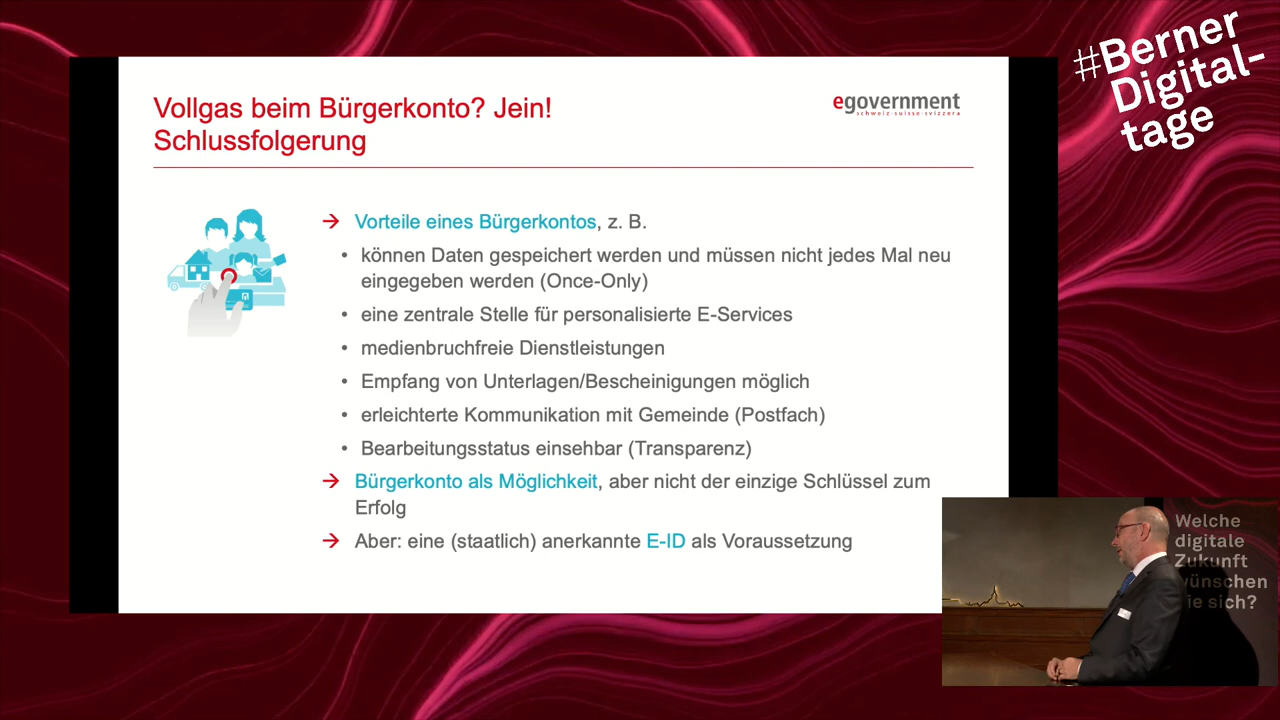 #Berner
Digital-
tage
Vollgas beim Bürgerkonto? Jein!
Schlussfolgerung
egovernment
schweiz·suisse·svizzera
→ Vorteile eines Bürgerkontos, z. B.
• können Daten gespeichert werden und müssen nicht jedes Mal neu
eingegeben werden (Once-Only)
• eine zentrale Stelle für personalisierte E-Services
• medienbruchfreie Dienstleistungen
• Empfang von Unterlagen/Bescheinigungen möglich
• erleichterte Kommunikation mit Gemeinde (Postfach)
• Bearbeitungsstatus einsehbar (Transparenz)
→ Bürgerkonto als Möglichkeit, aber nicht der einzige Schlüssel zum
Erfolg
→ Aber: eine (staatlich) anerkannte E-ID als Voraussetzung
Welche
digitale
Zukunft
wünschen
sich?